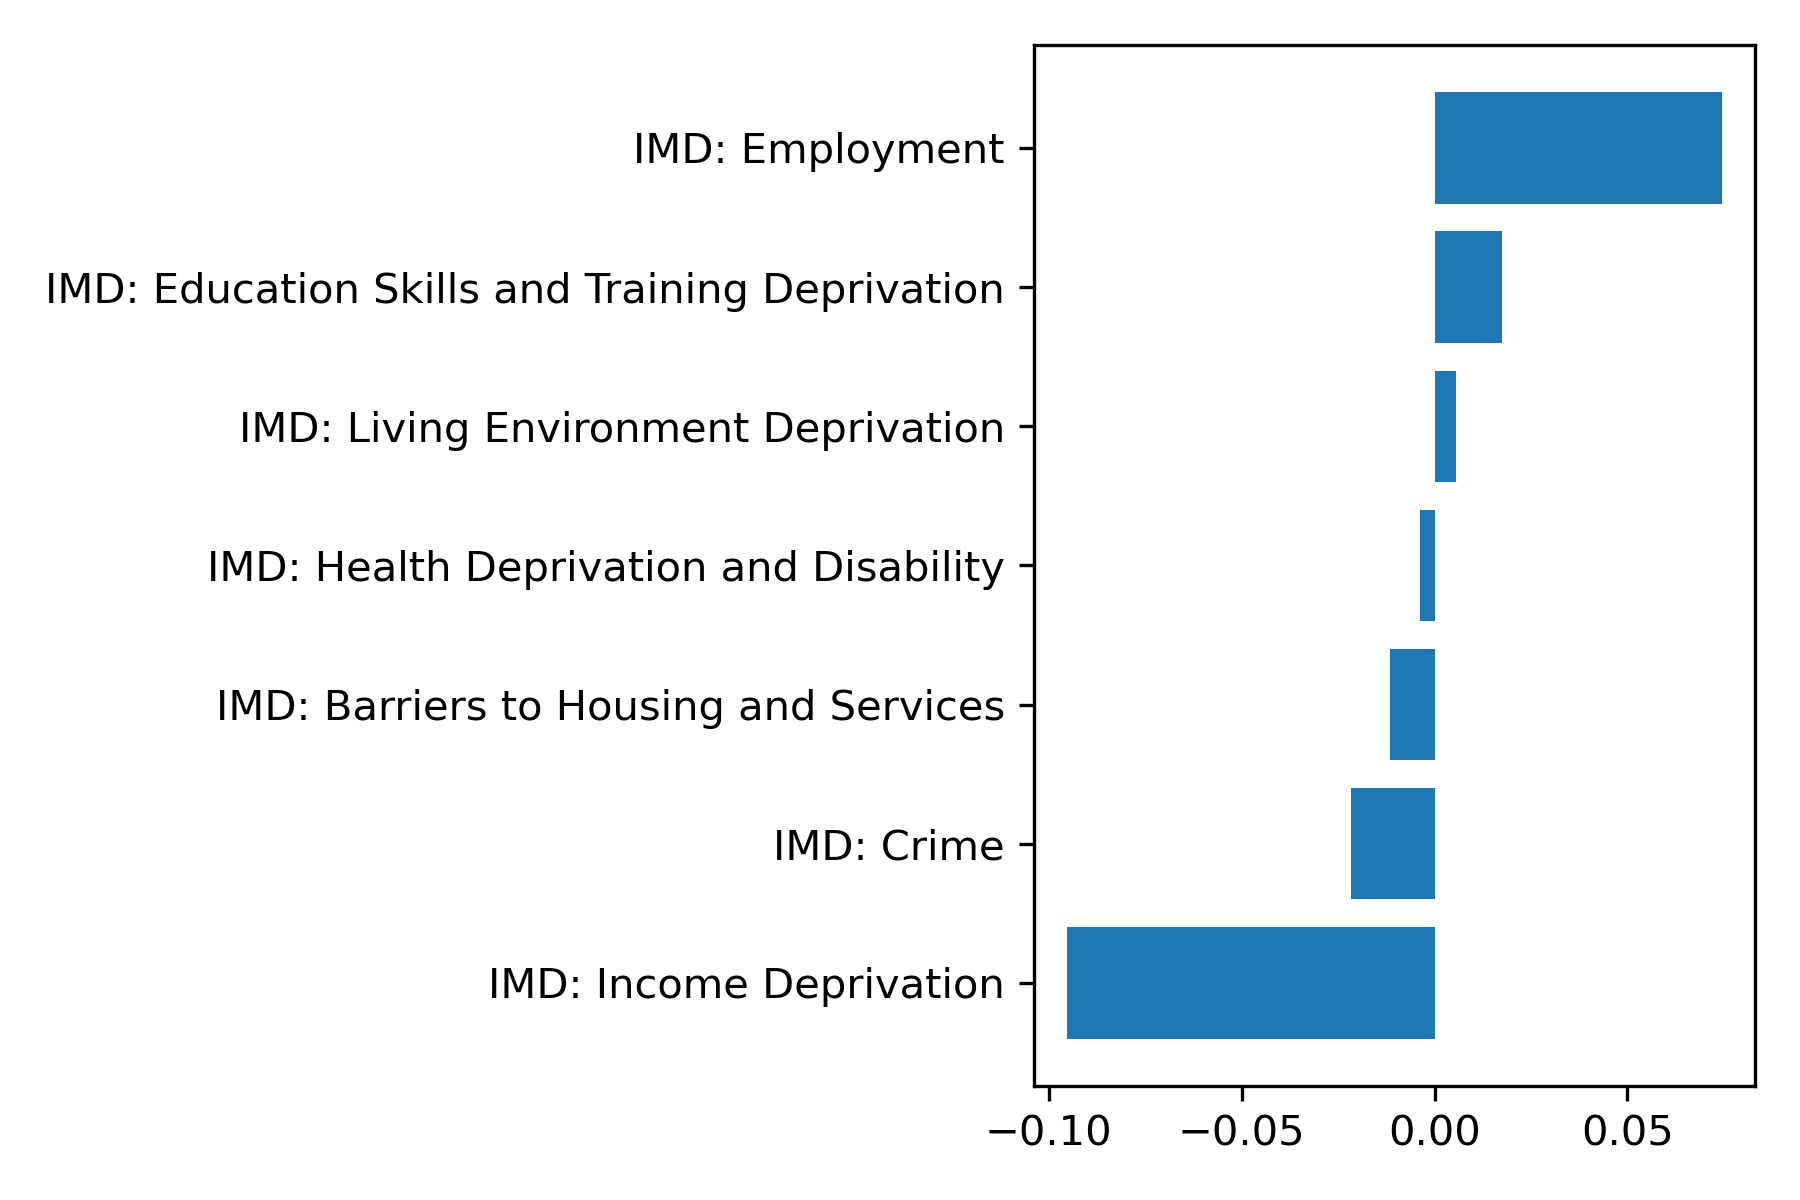 IMD: Employment
IMD: Education Skills and Training Deprivation
IMD: Living Environment Deprivation
IMD: Health Deprivation and Disability
IMD: Barriers to Housing and Services
IMD: Crime
IMD: Income Deprivation
−0.10 −0.05 0.00 0.05